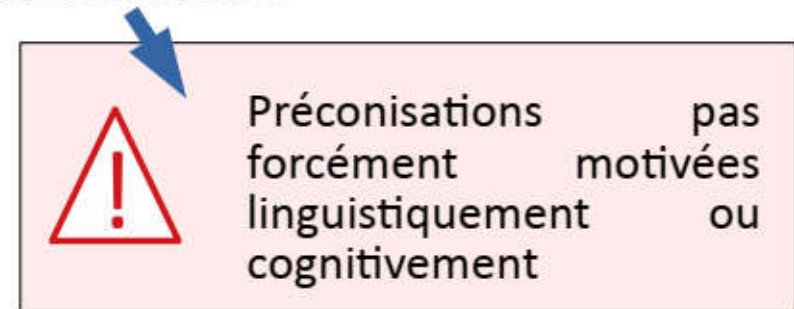 Préconisations pas
forcément motivées
linguistiquement ou
cognitivement